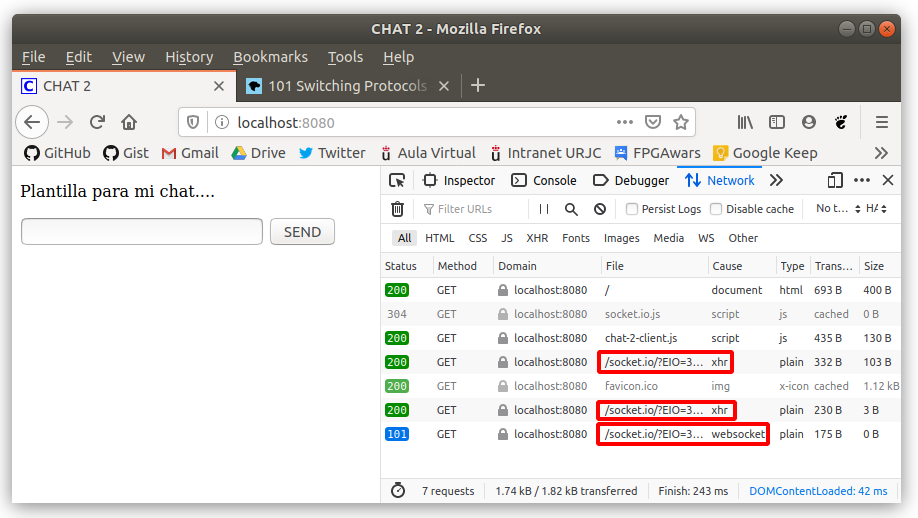 CHAT 2 - Mozilla Firefox
File Edit View History Bookmarks Tools Help
C CHAT 2 101 Switching Protocols
localhost:8080
GitHub Gist Gmail Drive Twitter Aula Virtual Intranet URJC FPGAwars Google Keep
Plantilla para mi chat....
SEND
Inspector Console Debugger Network
Filter URLs Persist Logs Disable cache No t... HA
All HTML CSS JS XHR Fonts Images Media WS Other
Status Method Domain File Cause Type Trans... Size
200 GET localhost:8080 / document html 693 B 400 B
304 GET localhost:8080 socket.io.js script js cached 0 B
200 GET localhost:8080 chat-2-client.js script js 435 B 130 B
200 GET localhost:8080 /socket.io/?EIO=3... xhr plain 332 B 103 B
200 GET localhost:8080 favicon.ico img x-icon cached 1.12 kB
200 GET localhost:8080 /socket.io/?EIO=3... xhr plain 230 B 3 B
101 GET localhost:8080 /socket.io/?EIO=3... websocket plain 175 B 0 B
7 requests 1.74 kB / 1.82 kB transferred Finish: 243 ms DOMContentLoaded: 42 ms